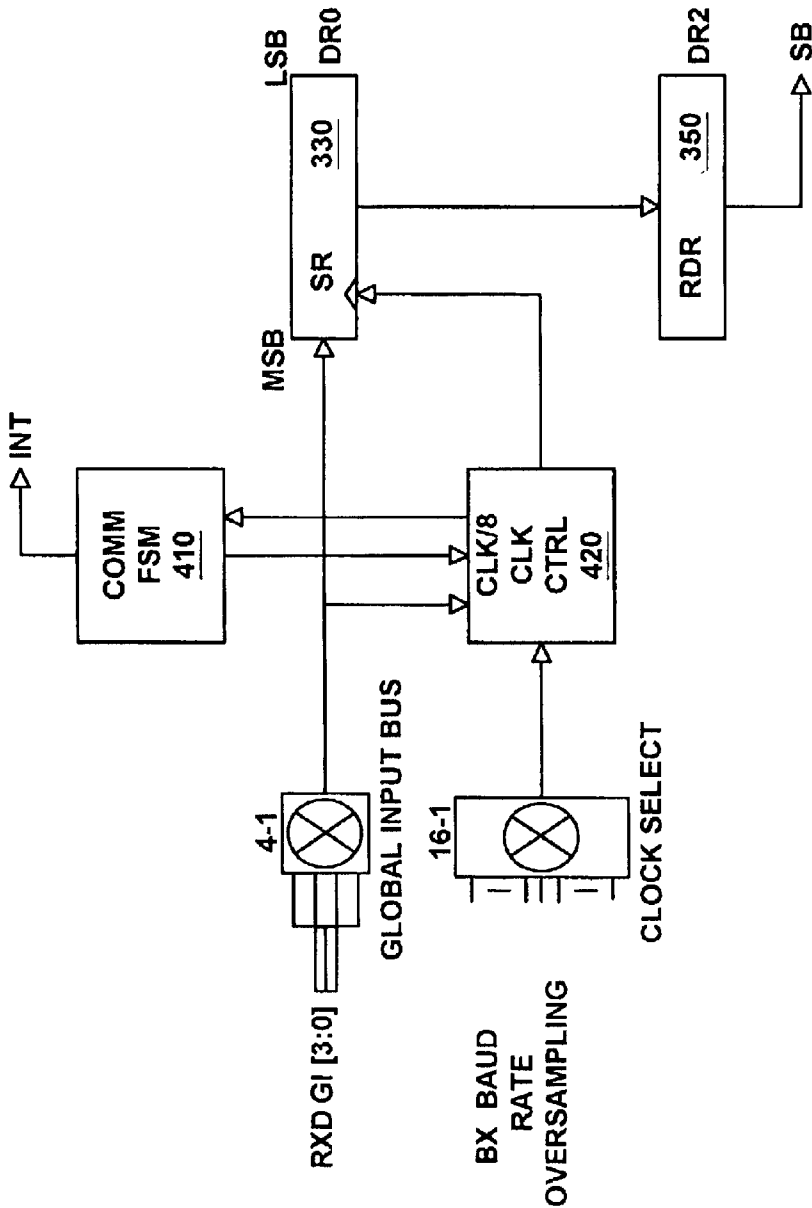 RXD GI [3:0]
4-1
GLOBAL INPUT BUS
BX BAUD
RATE
OVERSAMPLING
16-1
CLOCK SELECT
COMM
FSM
410
INT
CLK/8
CLK
CTRL
420
MSB
LSB
SR 330
DR0
RDR 350
DR2
SB